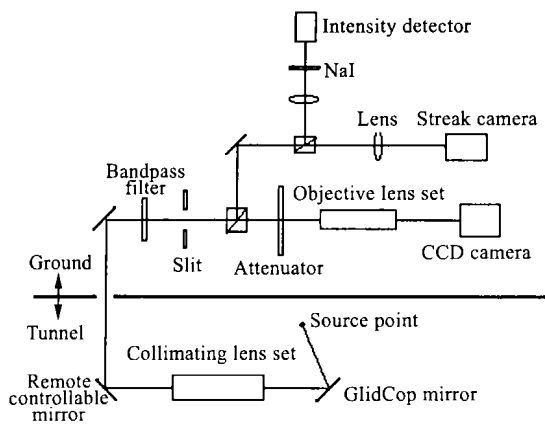 Intensity detector
NaI
Lens
Streak camera
Bandpass
filter
Objective lens set
Slit
Attenuator
CCD camera
Ground
Tunnel
Source point
Collimating lens set
Remote
controllable
mirror
GlidCop mirror